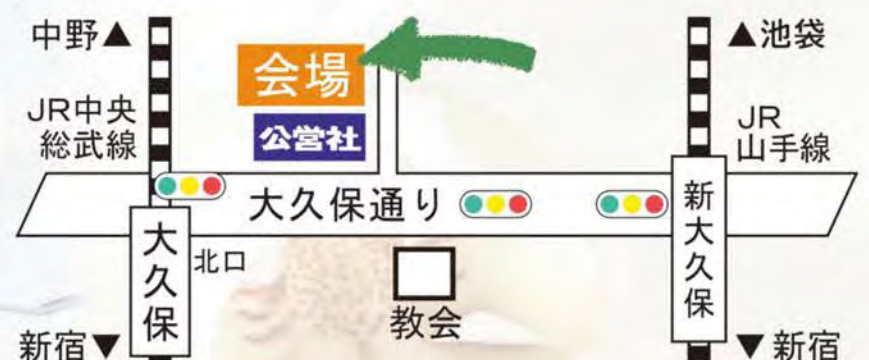 中野▲
▲池袋
会場
JR中央
総武線
公営社
JR
山手線
大久保通り
新大久保
大久保
北口
教会
新宿▼
▼新宿